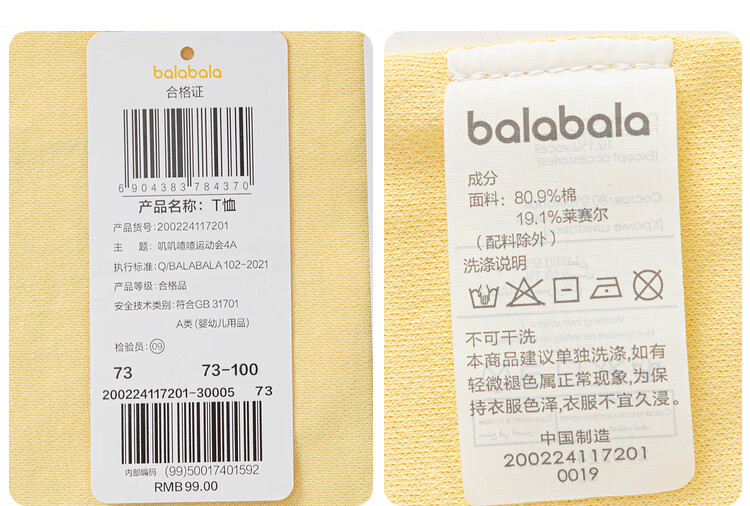 balabala
合格证
6 904383 784370
产品名称：T恤
产品货号：200224117201
主 题：叽叽喳喳运动会4A
执行标准：Q/BALABALA 102-2021
产品等级：合格品
安全技术类别：符合GB 31701
A类（婴幼儿用品）
检验员：09
73 73-100
200224117201-30005 73
内部编码 (99)50017401592
RMB99.00
balabala
成分
面料：80.9%棉
19.1%莱赛尔
（配料除外）
洗涤说明
不可干洗
本商品建议单独洗涤,如有
轻微褪色属正常现象,为保
持衣服色泽,衣服不宜久浸。
中国制造
200224117201
0019